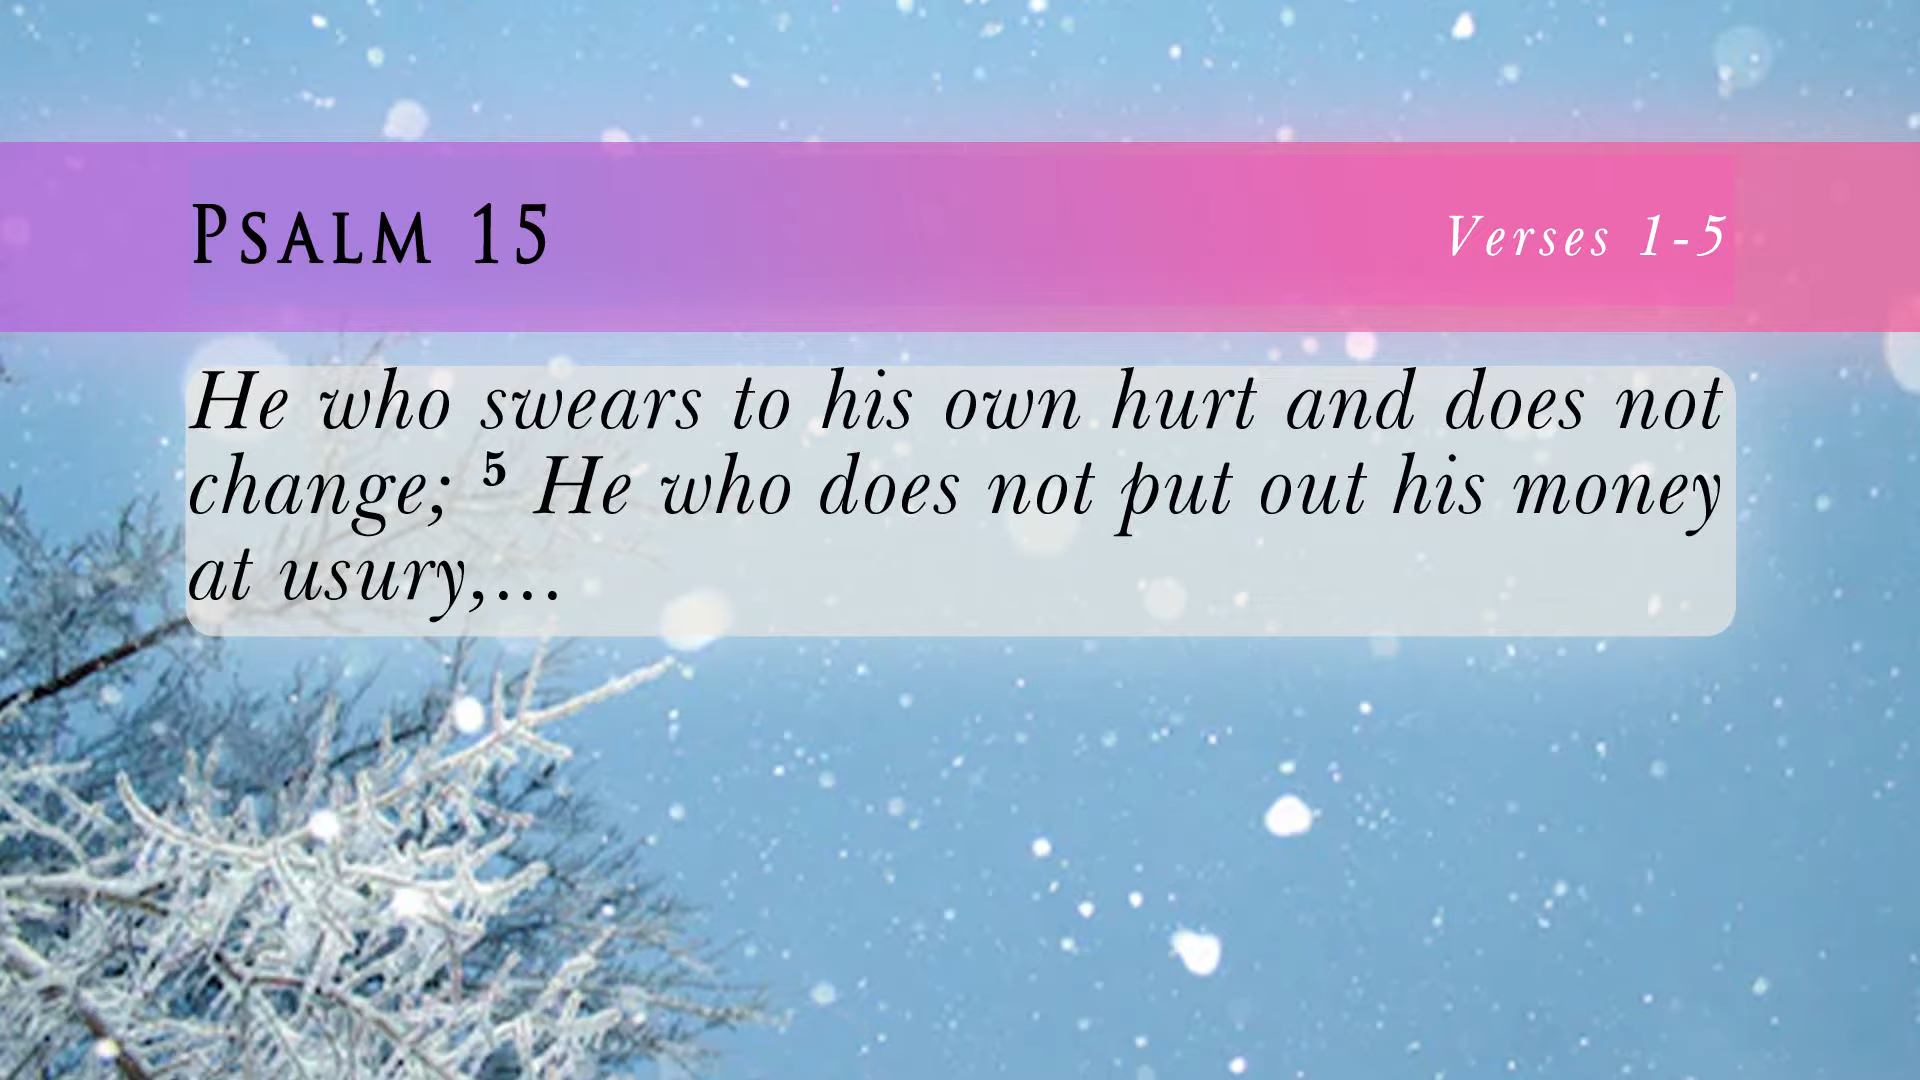 Psalm 15
Verses 1-5
He who swears to his own hurt and does not
change; 5 He who does not put out his money
at usury,...